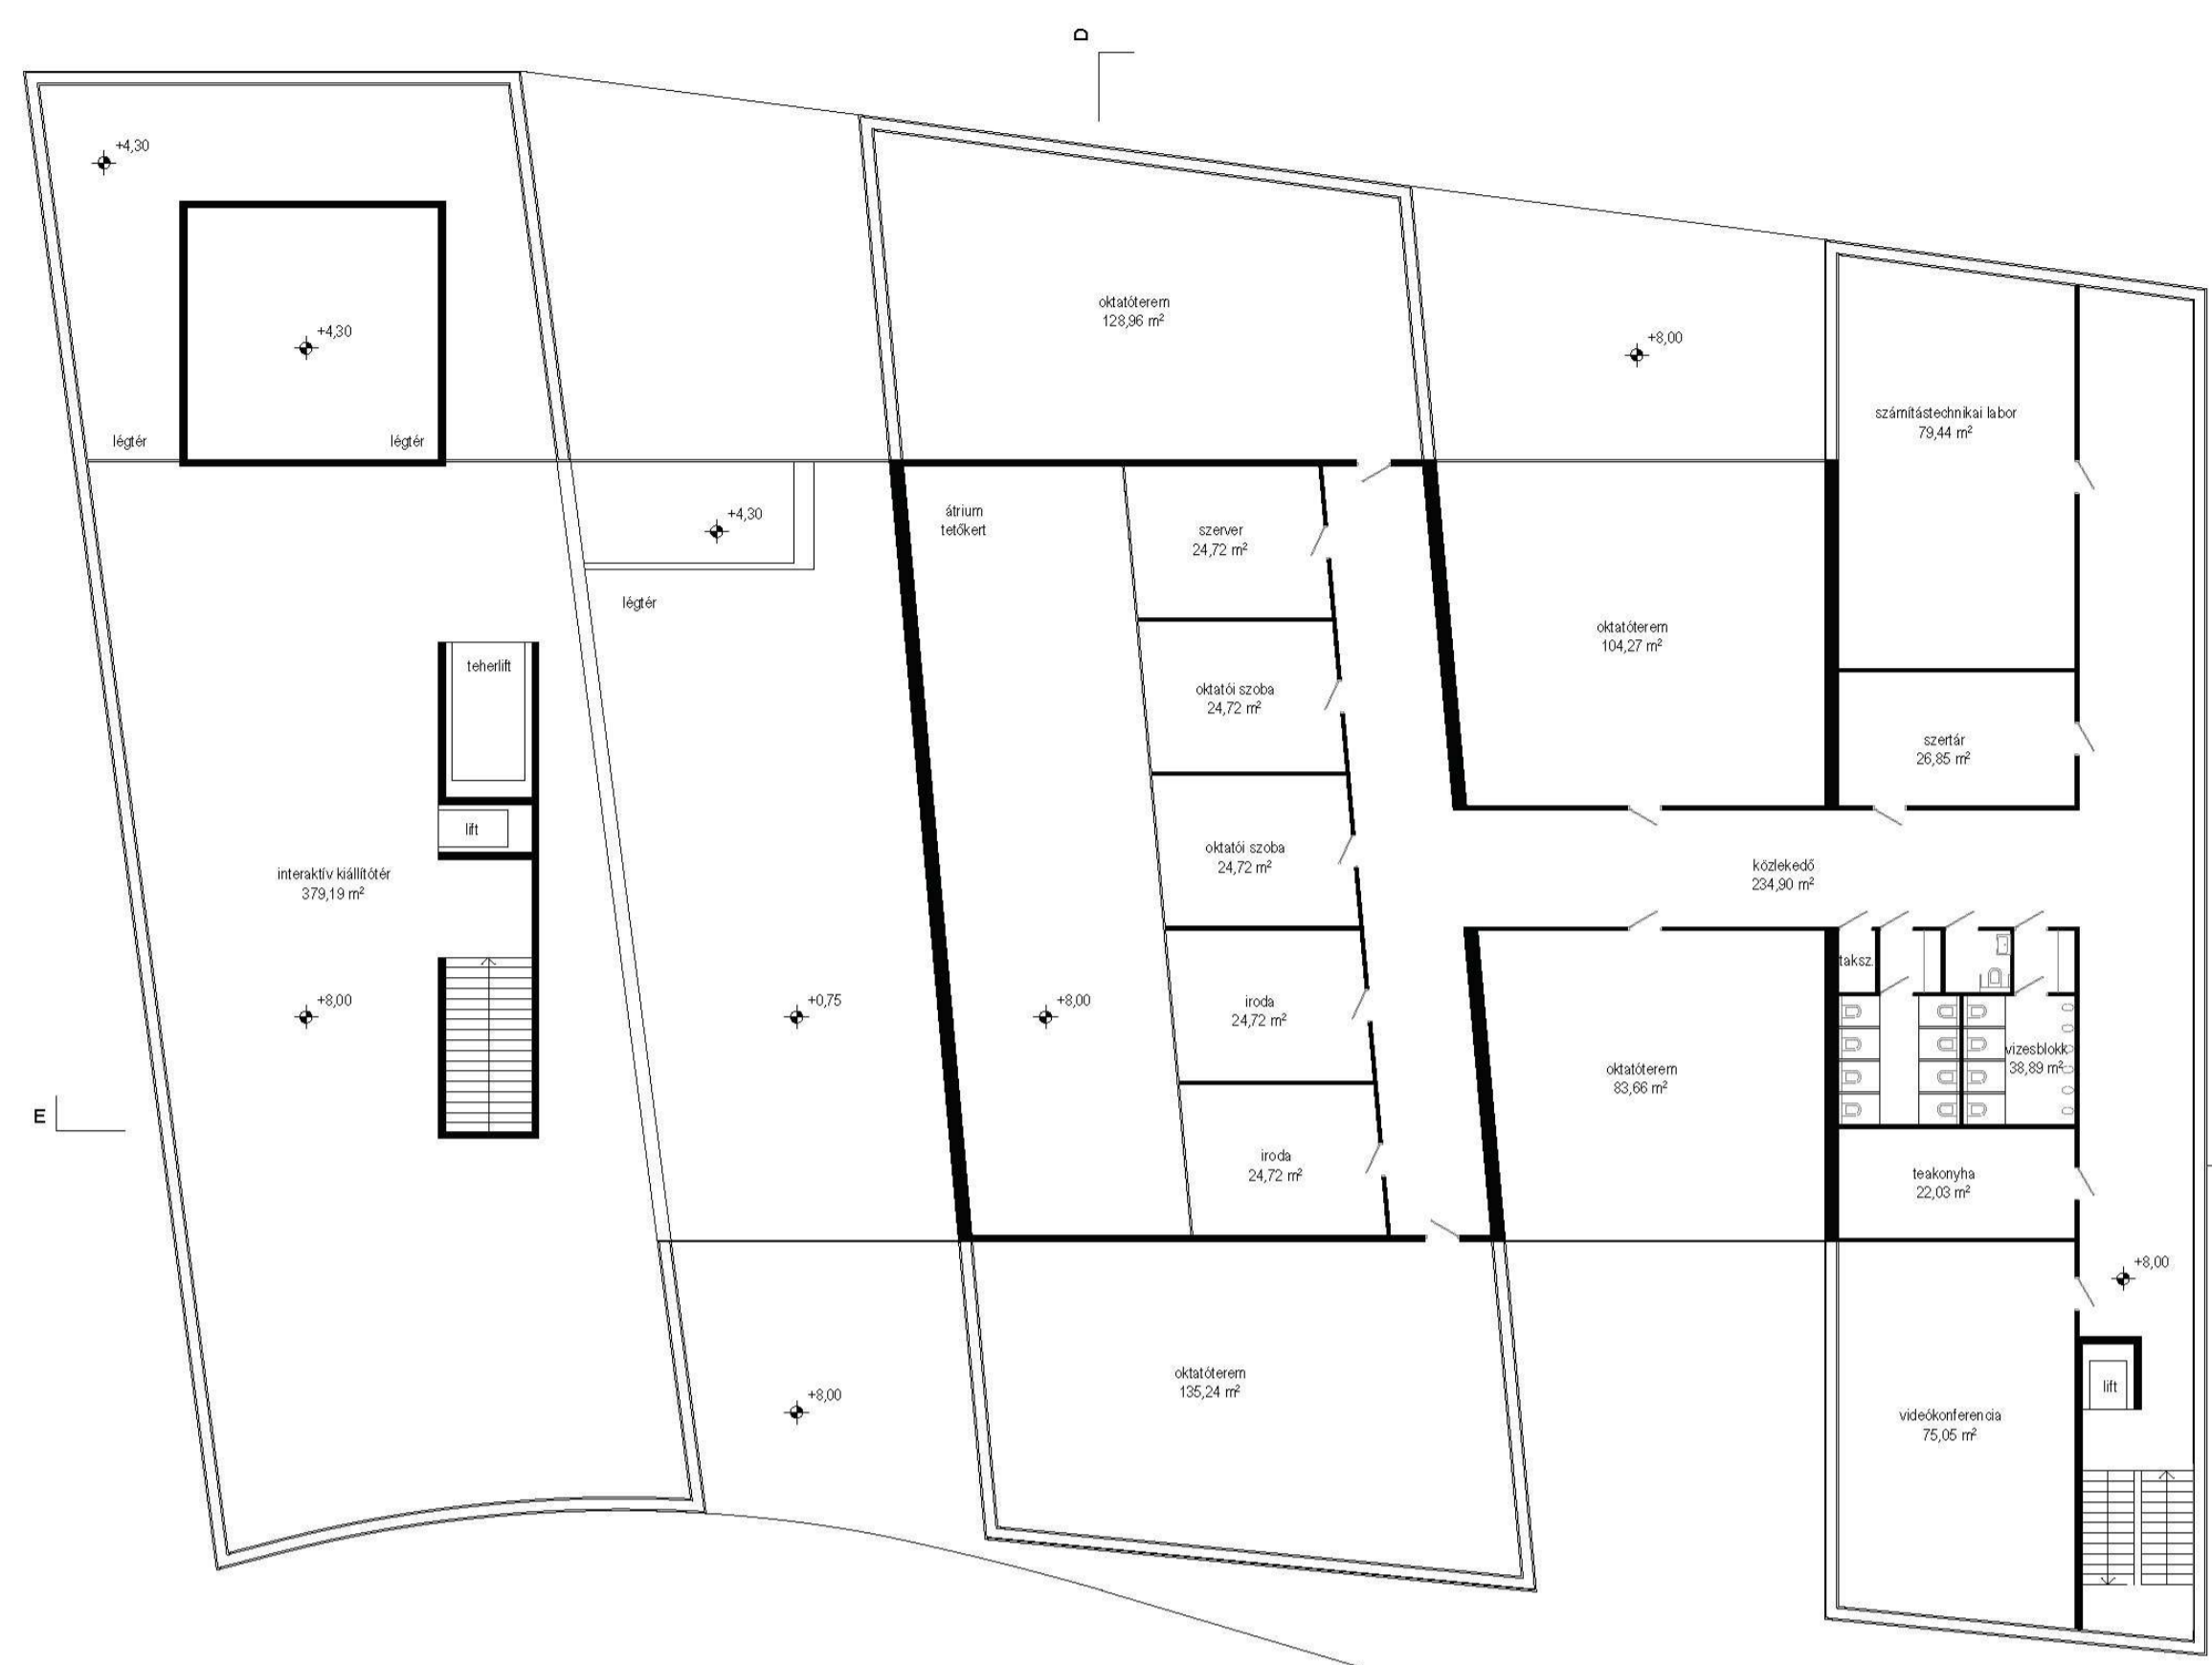 D
+4,30
+4,30
légtér
légtér
oktatóterem
128,96 m²
+8,00
számítástechnikai labor
79,44 m²
+4,30
légtér
átrium
tetőkert
szerver
24,72 m²
oktatóterem
104,27 m²
teherlift
oktatói szoba
24,72 m²
szertár
26,85 m²
lift
oktatói szoba
24,72 m²
interaktív kiállítótér
379,19 m²
közlekedő
234,90 m²
taksz.
+8,00
+0,75
+8,00
iroda
24,72 m²
oktatóterem
83,66 m²
vizesblokk
38,89 m²
E
iroda
24,72 m²
teakonyha
22,03 m²
+8,00
oktatóterem
135,24 m²
+8,00
lift
videókonferencia
75,05 m²